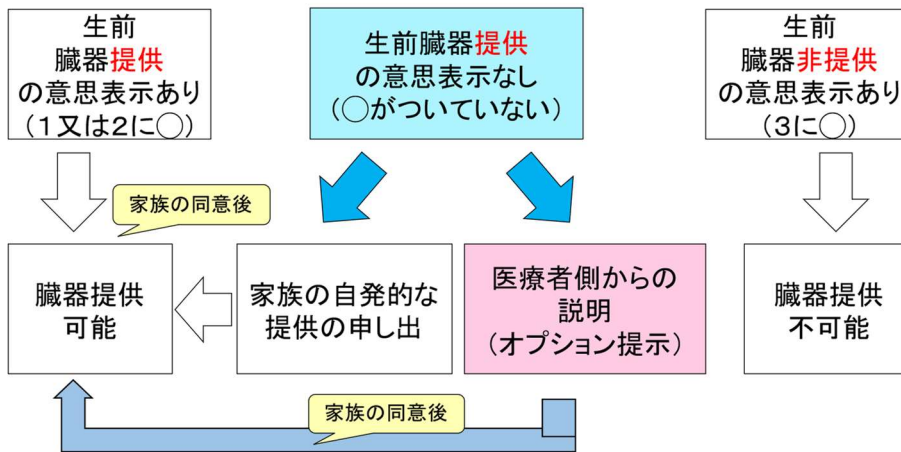 生前
臓器提供
の意思表示あり
(1又は2に○)
生前臓器提供
の意思表示なし
(○がついていない)
生前
臓器非提供
の意思表示あり
(3に○)
家族の同意後
臓器提供
可能
家族の自発的な
提供の申し出
医療者側からの
説明
(オプション提示)
臓器提供
不可能
家族の同意後